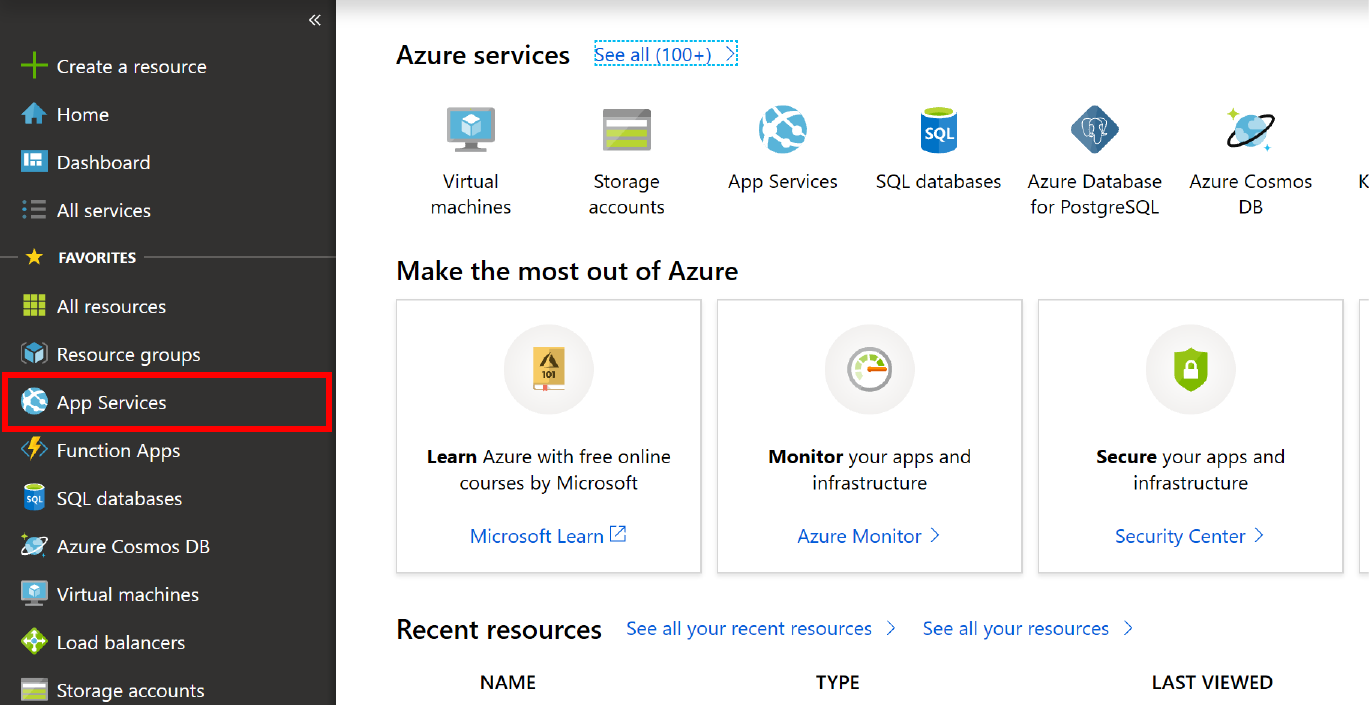 «
Create a resource
Home
Dashboard
All services
FAVORITES
All resources
Resource groups
App Services
Function Apps
SQL
SQL databases
Azure Cosmos DB
Virtual machines
Load balancers
Storage accounts
Azure services
See all (100+) >
SQL
Virtual
machines
Storage
accounts
App Services
SQL databases
Azure Database
for PostgreSQL
Azure Cosmos
DB
K
Make the most out of Azure
101
Learn Azure with free online
courses by Microsoft
Microsoft Learn
Monitor your apps and
infrastructure
Azure Monitor >
Secure your apps and
infrastructure
Security Center >
Recent resources
See all your recent resources >
See all your resources >
NAME
TYPE
LAST VIEWED